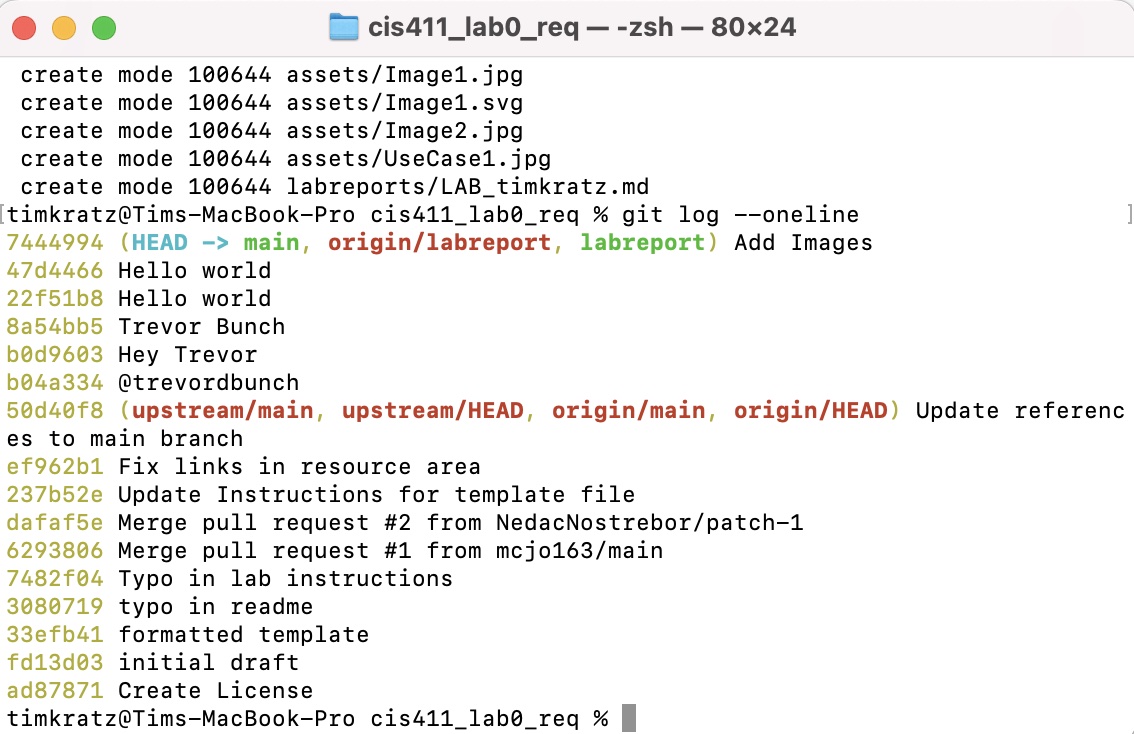 cis411_lab0_req — -zsh — 80×24
create mode 100644 assets/Image1.jpg
create mode 100644 assets/Image1.svg
create mode 100644 assets/Image2.jpg
create mode 100644 assets/UseCase1.jpg
create mode 100644 labreports/LAB_timkratz.md
[timkratz@Tims-MacBook-Pro cis411_lab0_req % git log --oneline ]
7444994 (HEAD -> main, origin/labreport, labreport) Add Images
47d4466 Hello world
22f51b8 Hello world
8a54bb5 Trevor Bunch
b0d9603 Hey Trevor
b04a334 @trevordbunch
50d40f8 (upstream/main, upstream/HEAD, origin/main, origin/HEAD) Update referenc
es to main branch
ef962b1 Fix links in resource area
237b52e Update Instructions for template file
dafaf5e Merge pull request #2 from NedacNostrebor/patch-1
6293806 Merge pull request #1 from mcjo163/main
7482f04 Typo in lab instructions
3080719 typo in readme
33efb41 formatted template
fd13d03 initial draft
ad87871 Create License
timkratz@Tims-MacBook-Pro cis411_lab0_req %